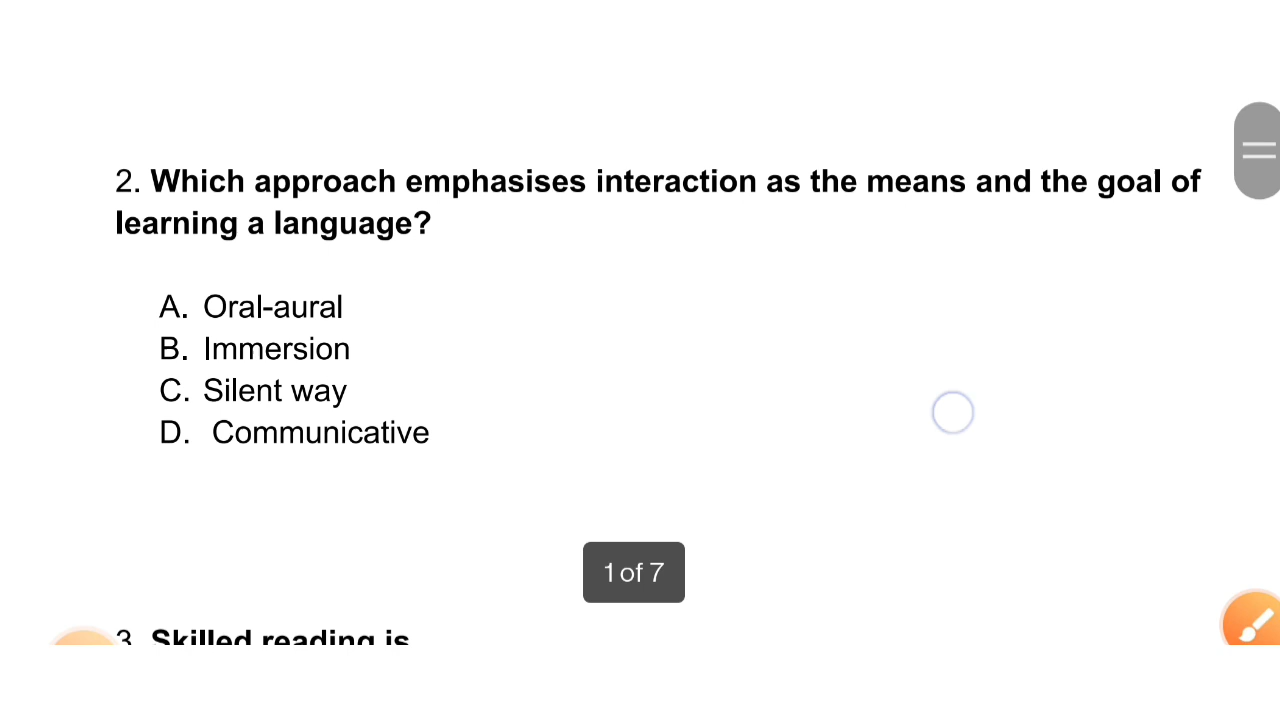 2. Which approach emphasises interaction as the means and the goal of
learning a language?
A. Oral-aural
B. Immersion
C. Silent way
D. Communicative
1 of 7
3. Skilled reading is